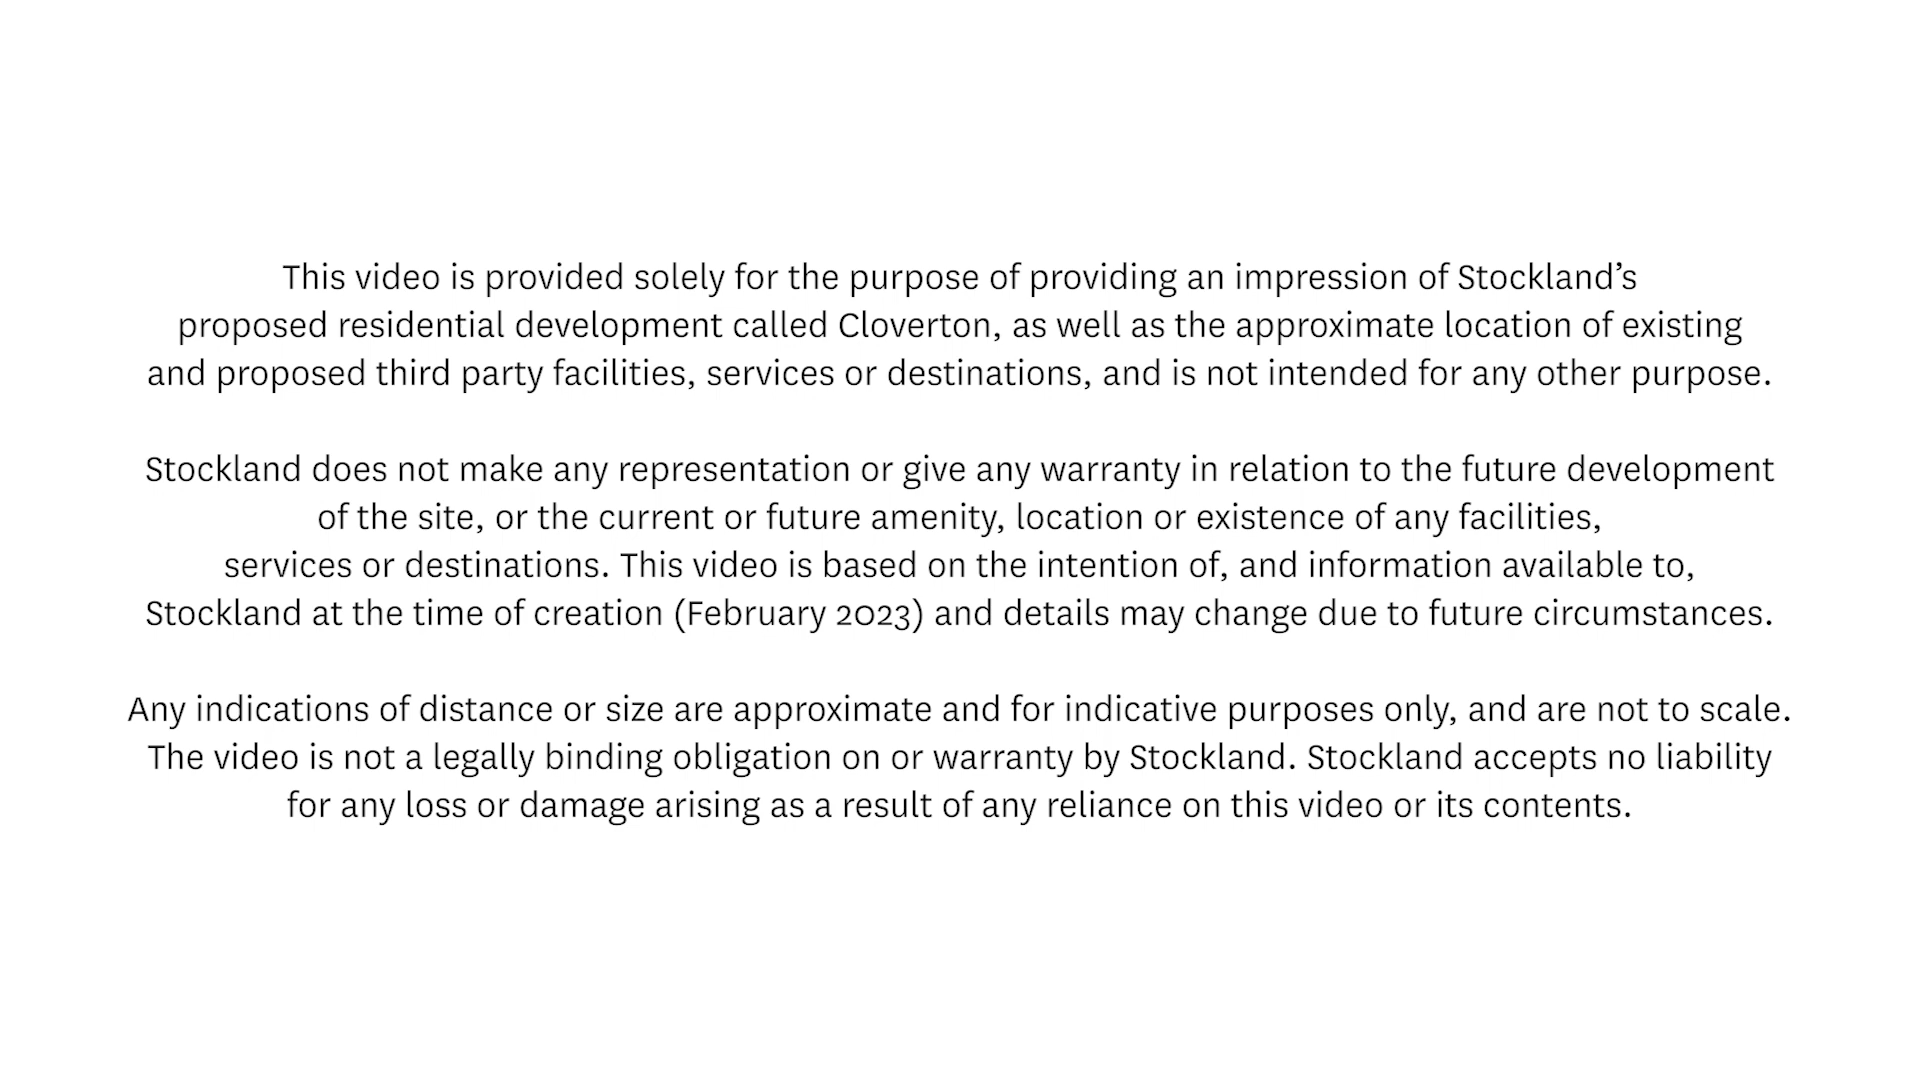 This video is provided solely for the purpose of providing an impression of Stockland’s
proposed residential development called Cloverton, as well as the approximate location of existing
and proposed third party facilities, services or destinations, and is not intended for any other purpose.
Stockland does not make any representation or give any warranty in relation to the future development
of the site, or the current or future amenity, location or existence of any facilities,
services or destinations. This video is based on the intention of, and information available to,
Stockland at the time of creation (February 2023) and details may change due to future circumstances.
Any indications of distance or size are approximate and for indicative purposes only, and are not to scale.
The video is not a legally binding obligation on or warranty by Stockland. Stockland accepts no liability
for any loss or damage arising as a result of any reliance on this video or its contents.